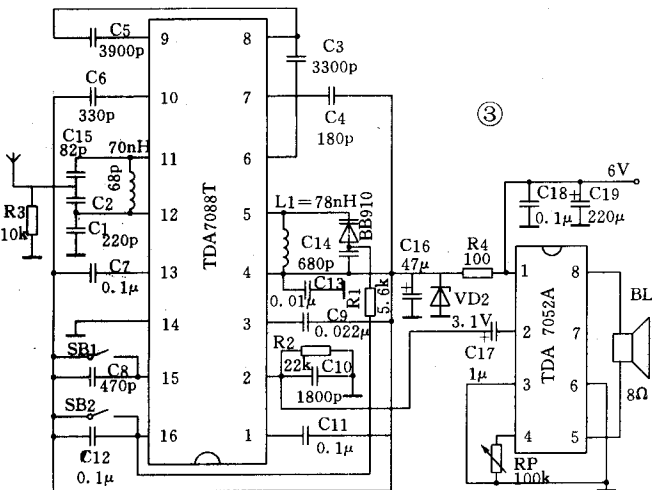 C5
3900p
9
8
C3
3300p
C6
330p
10
7
C4
180p
③
C15
82p
70nH
68p
11
6
6V
C2
L1=78nH
BB910
C18
0.1μ
C19
220μ
R3
10k
12
5
C1
220p
TDA7088T
C14
680p
C16
47μ
R4
100
C7
0.1μ
13
4
1
8
BL
0.01μ
C13
R1
5.6k
VD2
3.1V
14
3
C9
0.022μ
TDA 7052A
2
7
C17
1μ
SB1
R2
22k
C10
1800p
C8
470p
15
2
3
6
8Ω
SB2
16
1
C11
0.1μ
4
5
C12
0.1μ
RP
100k